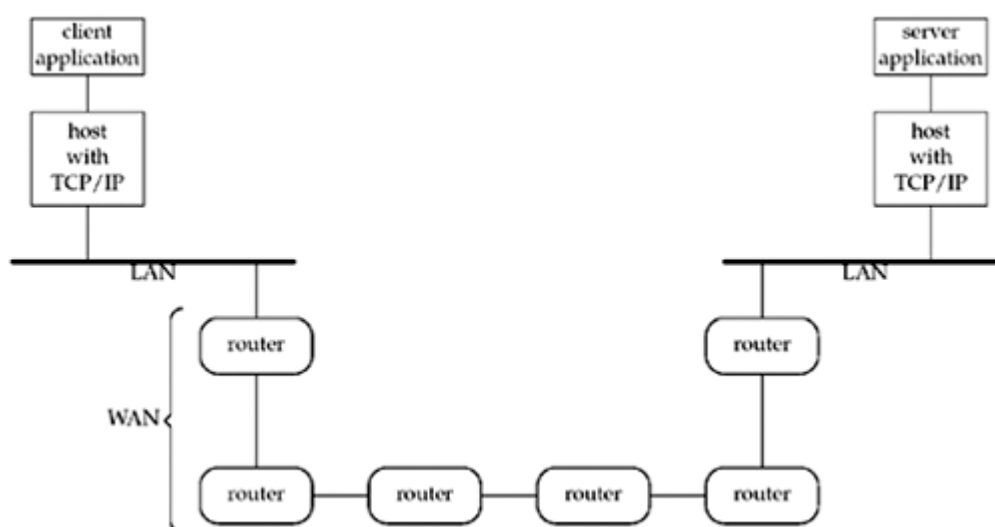 client
application
server
application
host
with
TCP/IP
host
with
TCP/IP
LAN
LAN
router
router
WAN
router
router
router
router